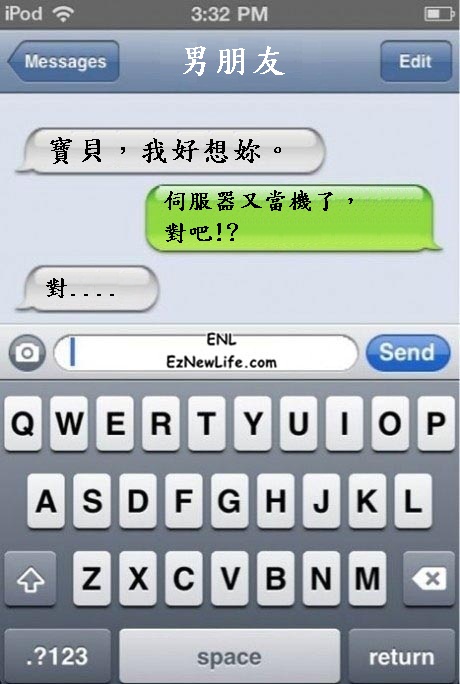 iPod 3:32 PM
Messages 男朋友 Edit
寶貝，我好想妳。
伺服器又當機了，
對吧!?
對....
ENL
EzNewLife.com
Send
Q W E R T Y U I O P
A S D F G H J K L
Z X C V B N M
.?123 space return